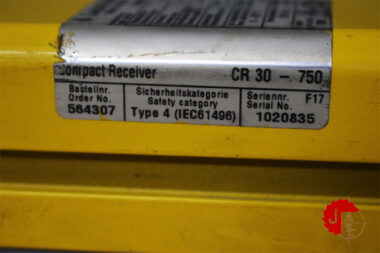 Compact Receiver CR 30 - 750
Bestellnr. Sicherheitskategorie Seriennr. F17
Order No. Safety category Serial No.
564307 Type 4 (IEC61496) 1020835